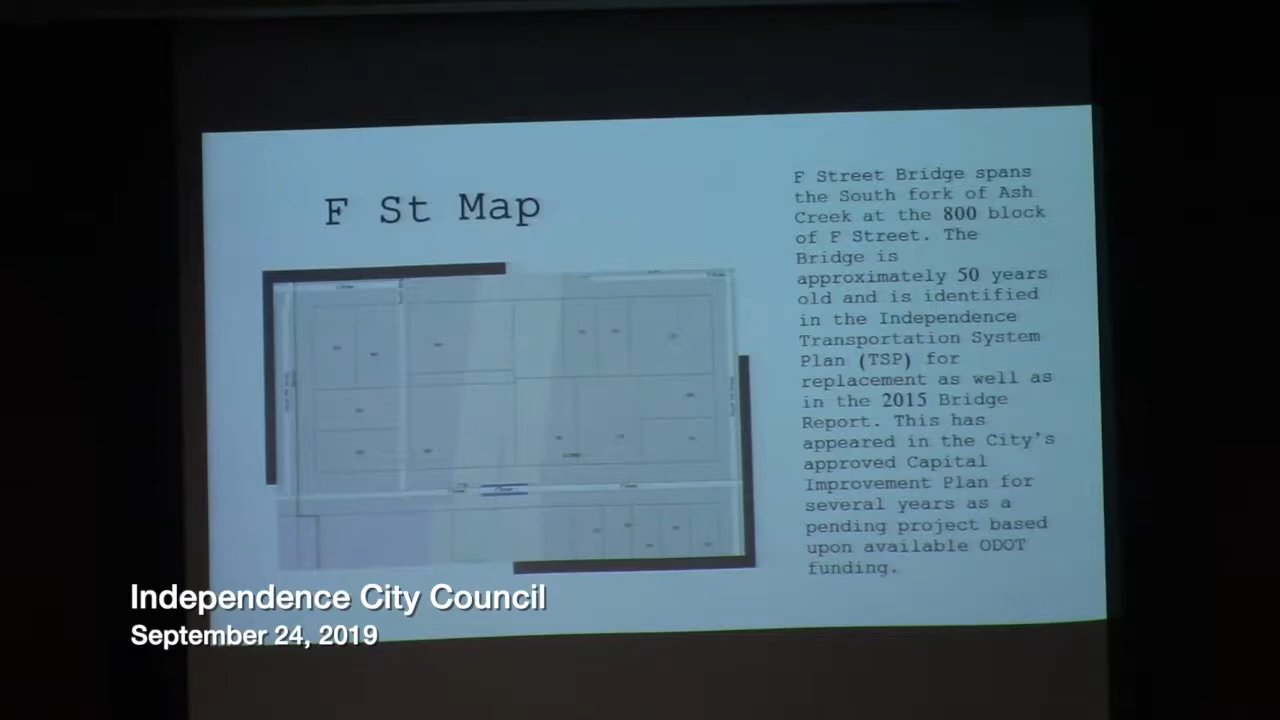 F St Map
F Street Bridge spans
the South fork of Ash
Creek at the 800 block
of F Street. The
Bridge is
approximately 50 years
old and is identified
in the Independence
Transportation System
Plan (TSP) for
replacement as well as
in the 2015 Bridge
Report. This has
appeared in the City's
approved Capital
Improvement Plan for
several years as a
pending project based
upon available ODOT
funding.
Independence City Council
September 24, 2019